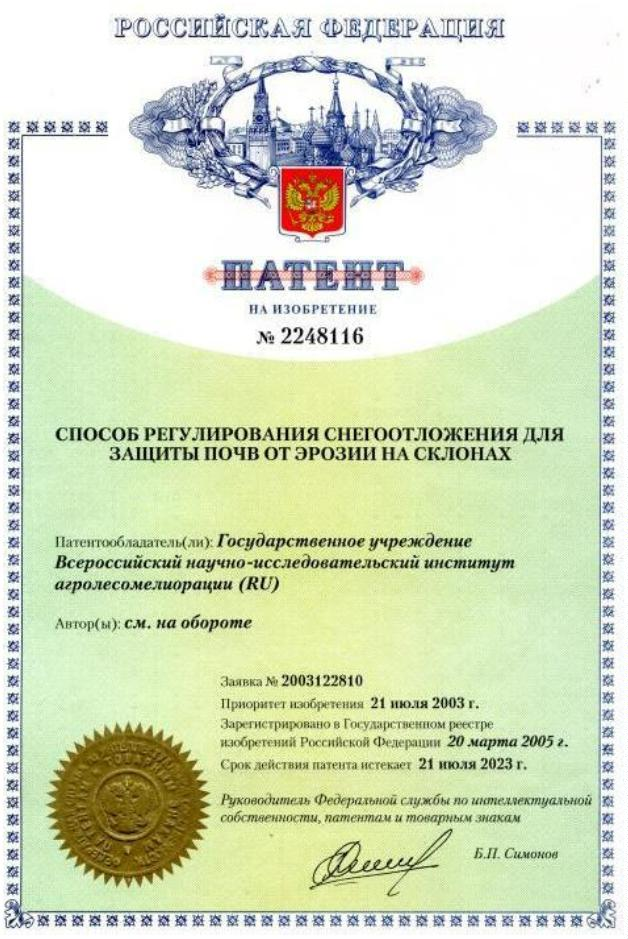 РОССИЙСКАЯ ФЕДЕРАЦИЯ
ПАТЕНТ
НА ИЗОБРЕТЕНИЕ
№ 2248116
СПОСОБ РЕГУЛИРОВАНИЯ СНЕГООТЛОЖЕНИЯ ДЛЯ
ЗАЩИТЫ ПОЧВ ОТ ЭРОЗИИ НА СКЛОНАХ
Патентообладатель(ли): Государственное учреждение
Всероссийский научно-исследовательский институт
агролесомелиорации (RU)
Автор(ы): см. на обороте
Заявка № 2003122810
Приоритет изобретения 21 июля 2003 г.
Зарегистрировано в Государственном реестре
изобретений Российской Федерации 20 марта 2005 г.
Срок действия патента истекает 21 июля 2023 г.
Руководитель Федеральной службы по интеллектуальной
собственности, патентам и товарным знакам
Б.П. Симонов